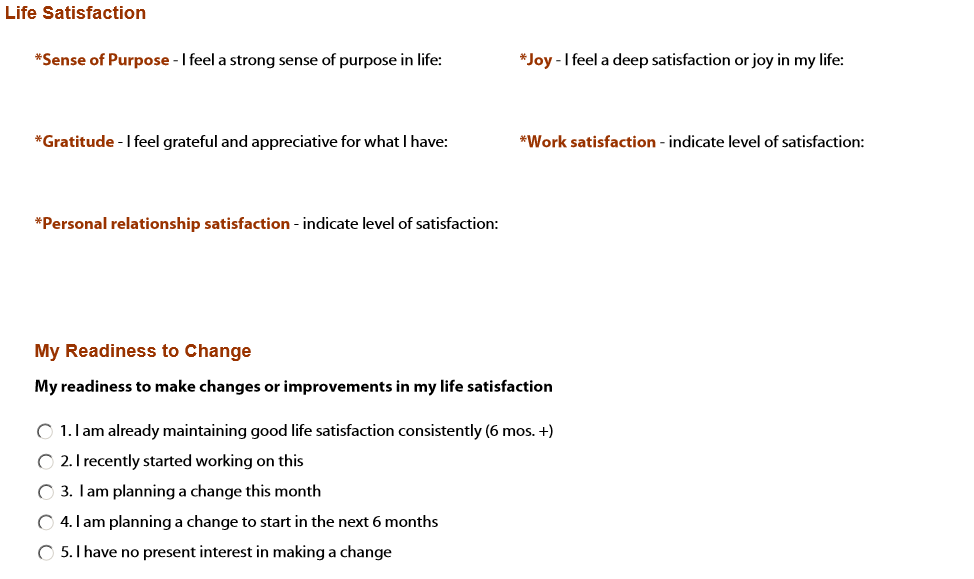 Life Satisfaction
*Sense of Purpose - I feel a strong sense of purpose in life:
*Joy - I feel a deep satisfaction or joy in my life:
*Gratitude - I feel grateful and appreciative for what I have:
*Work satisfaction - indicate level of satisfaction:
*Personal relationship satisfaction - indicate level of satisfaction:
My Readiness to Change
My readiness to make changes or improvements in my life satisfaction
1. I am already maintaining good life satisfaction consistently (6 mos. +)
2. I recently started working on this
3. I am planning a change this month
4. I am planning a change to start in the next 6 months
5. I have no present interest in making a change